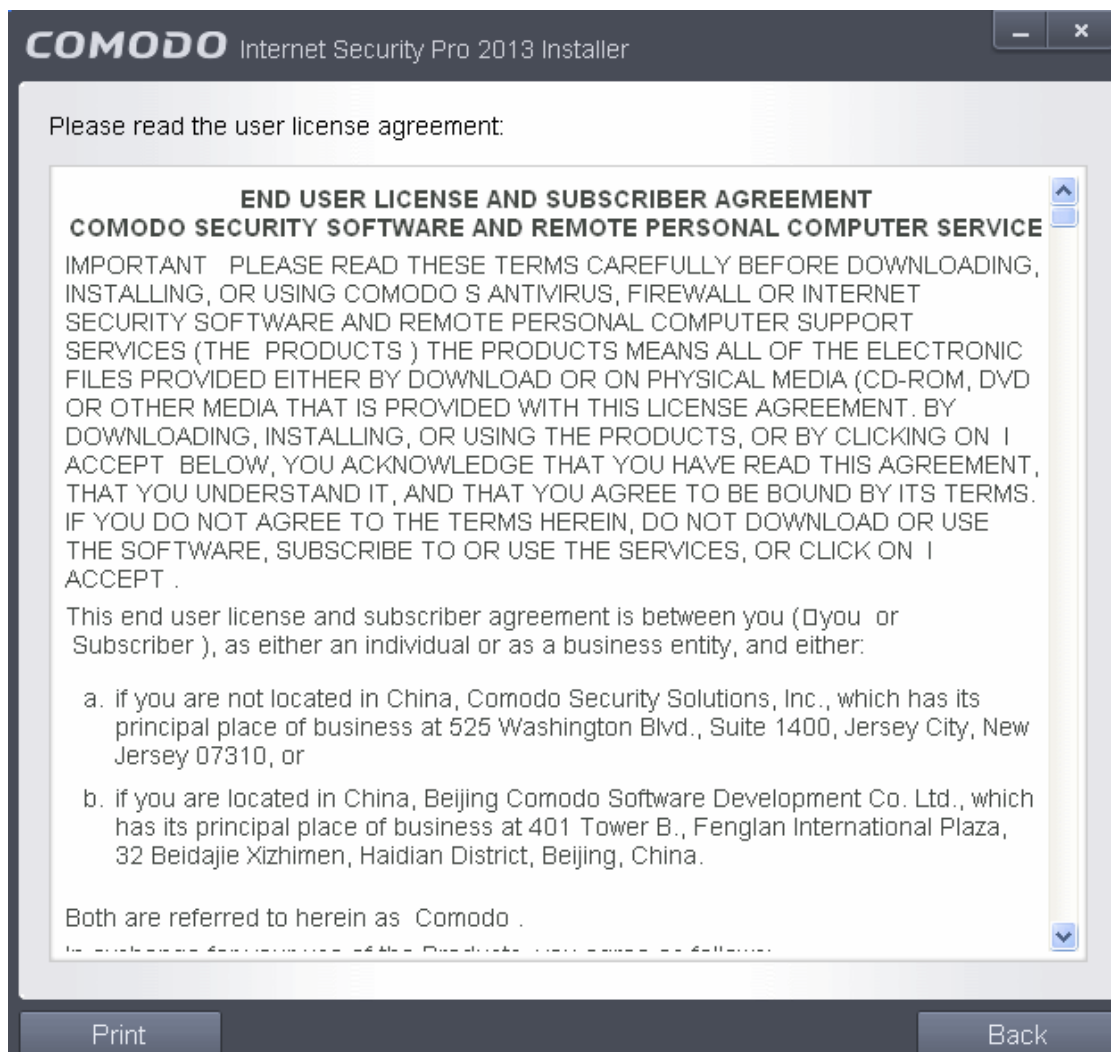 COMODO Internet Security Pro 2013 Installer
Please read the user license agreement:
END USER LICENSE AND SUBSCRIBER AGREEMENT
COMODO SECURITY SOFTWARE AND REMOTE PERSONAL COMPUTER SERVICE
IMPORTANT PLEASE READ THESE TERMS CAREFULLY BEFORE DOWNLOADING,
INSTALLING, OR USING COMODO S ANTIVIRUS, FIREWALL OR INTERNET
SECURITY SOFTWARE AND REMOTE PERSONAL COMPUTER SUPPORT
SERVICES (THE PRODUCTS ) THE PRODUCTS MEANS ALL OF THE ELECTRONIC
FILES PROVIDED EITHER BY DOWNLOAD OR ON PHYSICAL MEDIA (CD-ROM, DVD
OR OTHER MEDIA THAT IS PROVIDED WITH THIS LICENSE AGREEMENT. BY
DOWNLOADING, INSTALLING, OR USING THE PRODUCTS, OR BY CLICKING ON I
ACCEPT BELOW, YOU ACKNOWLEDGE THAT YOU HAVE READ THIS AGREEMENT,
THAT YOU UNDERSTAND IT, AND THAT YOU AGREE TO BE BOUND BY ITS TERMS.
IF YOU DO NOT AGREE TO THE TERMS HEREIN, DO NOT DOWNLOAD OR USE
THE SOFTWARE, SUBSCRIBE TO OR USE THE SERVICES, OR CLICK ON I
ACCEPT .
This end user license and subscriber agreement is between you (□you or
Subscriber ), as either an individual or as a business entity, and either:
a. if you are not located in China, Comodo Security Solutions, Inc., which has its
principal place of business at 525 Washington Blvd., Suite 1400, Jersey City, New
Jersey 07310, or
b. if you are located in China, Beijing Comodo Software Development Co. Ltd., which
has its principal place of business at 401 Tower B., Fenglan International Plaza,
32 Beidajie Xizhimen, Haidian District, Beijing, China.
Both are referred to herein as Comodo .
In exchange for your use of the Products, you agree as follows:
Print
Back